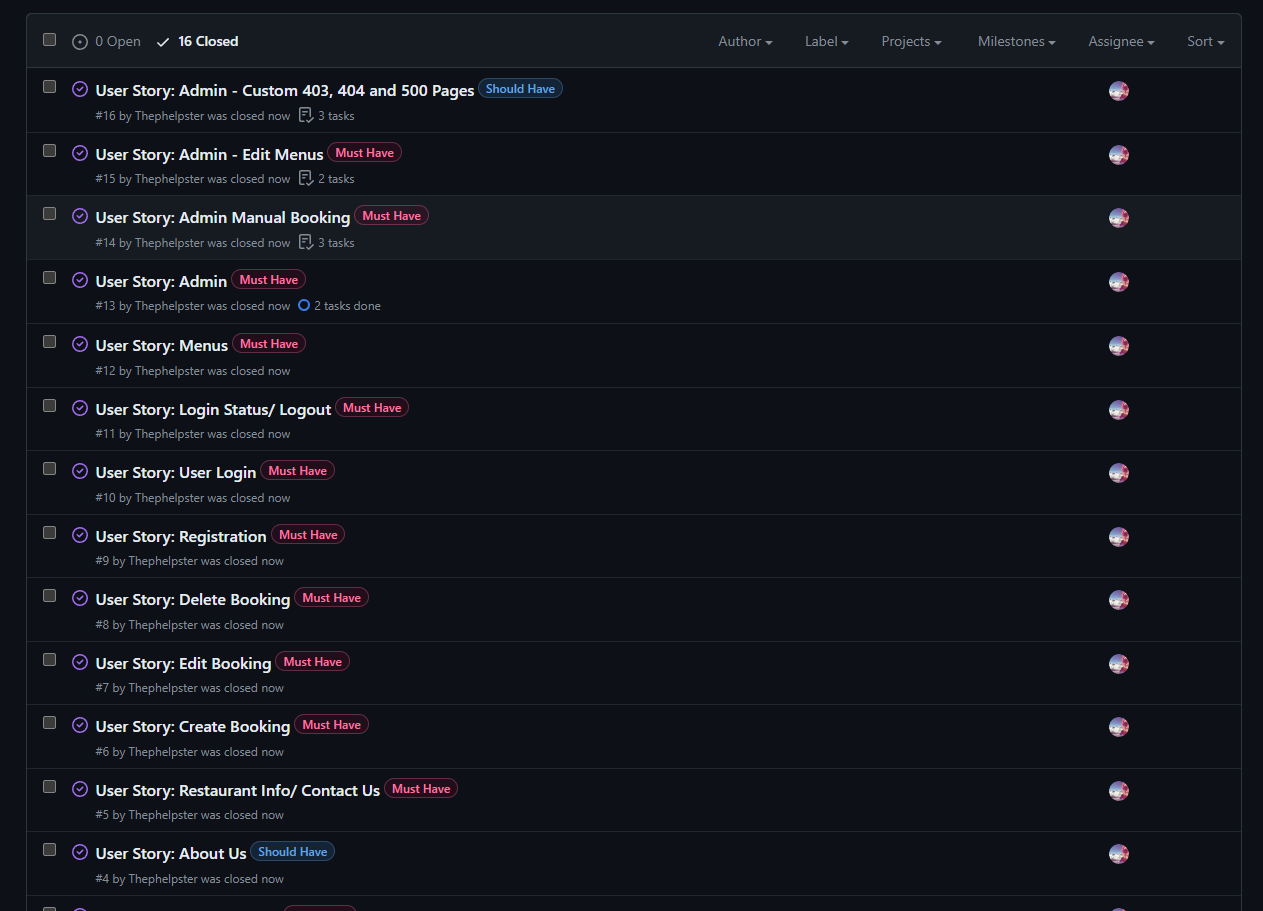 0 Open 16 Closed Author Label Projects Milestones Assignee Sort
User Story: Admin - Custom 403, 404 and 500 Pages Should Have
#16 by Thephelpster was closed now 3 tasks
User Story: Admin - Edit Menus Must Have
#15 by Thephelpster was closed now 2 tasks
User Story: Admin Manual Booking Must Have
#14 by Thephelpster was closed now 3 tasks
User Story: Admin Must Have
#13 by Thephelpster was closed now 2 tasks done
User Story: Menus Must Have
#12 by Thephelpster was closed now
User Story: Login Status/ Logout Must Have
#11 by Thephelpster was closed now
User Story: User Login Must Have
#10 by Thephelpster was closed now
User Story: Registration Must Have
#9 by Thephelpster was closed now
User Story: Delete Booking Must Have
#8 by Thephelpster was closed now
User Story: Edit Booking Must Have
#7 by Thephelpster was closed now
User Story: Create Booking Must Have
#6 by Thephelpster was closed now
User Story: Restaurant Info/ Contact Us Must Have
#5 by Thephelpster was closed now
User Story: About Us Should Have
#4 by Thephelpster was closed now